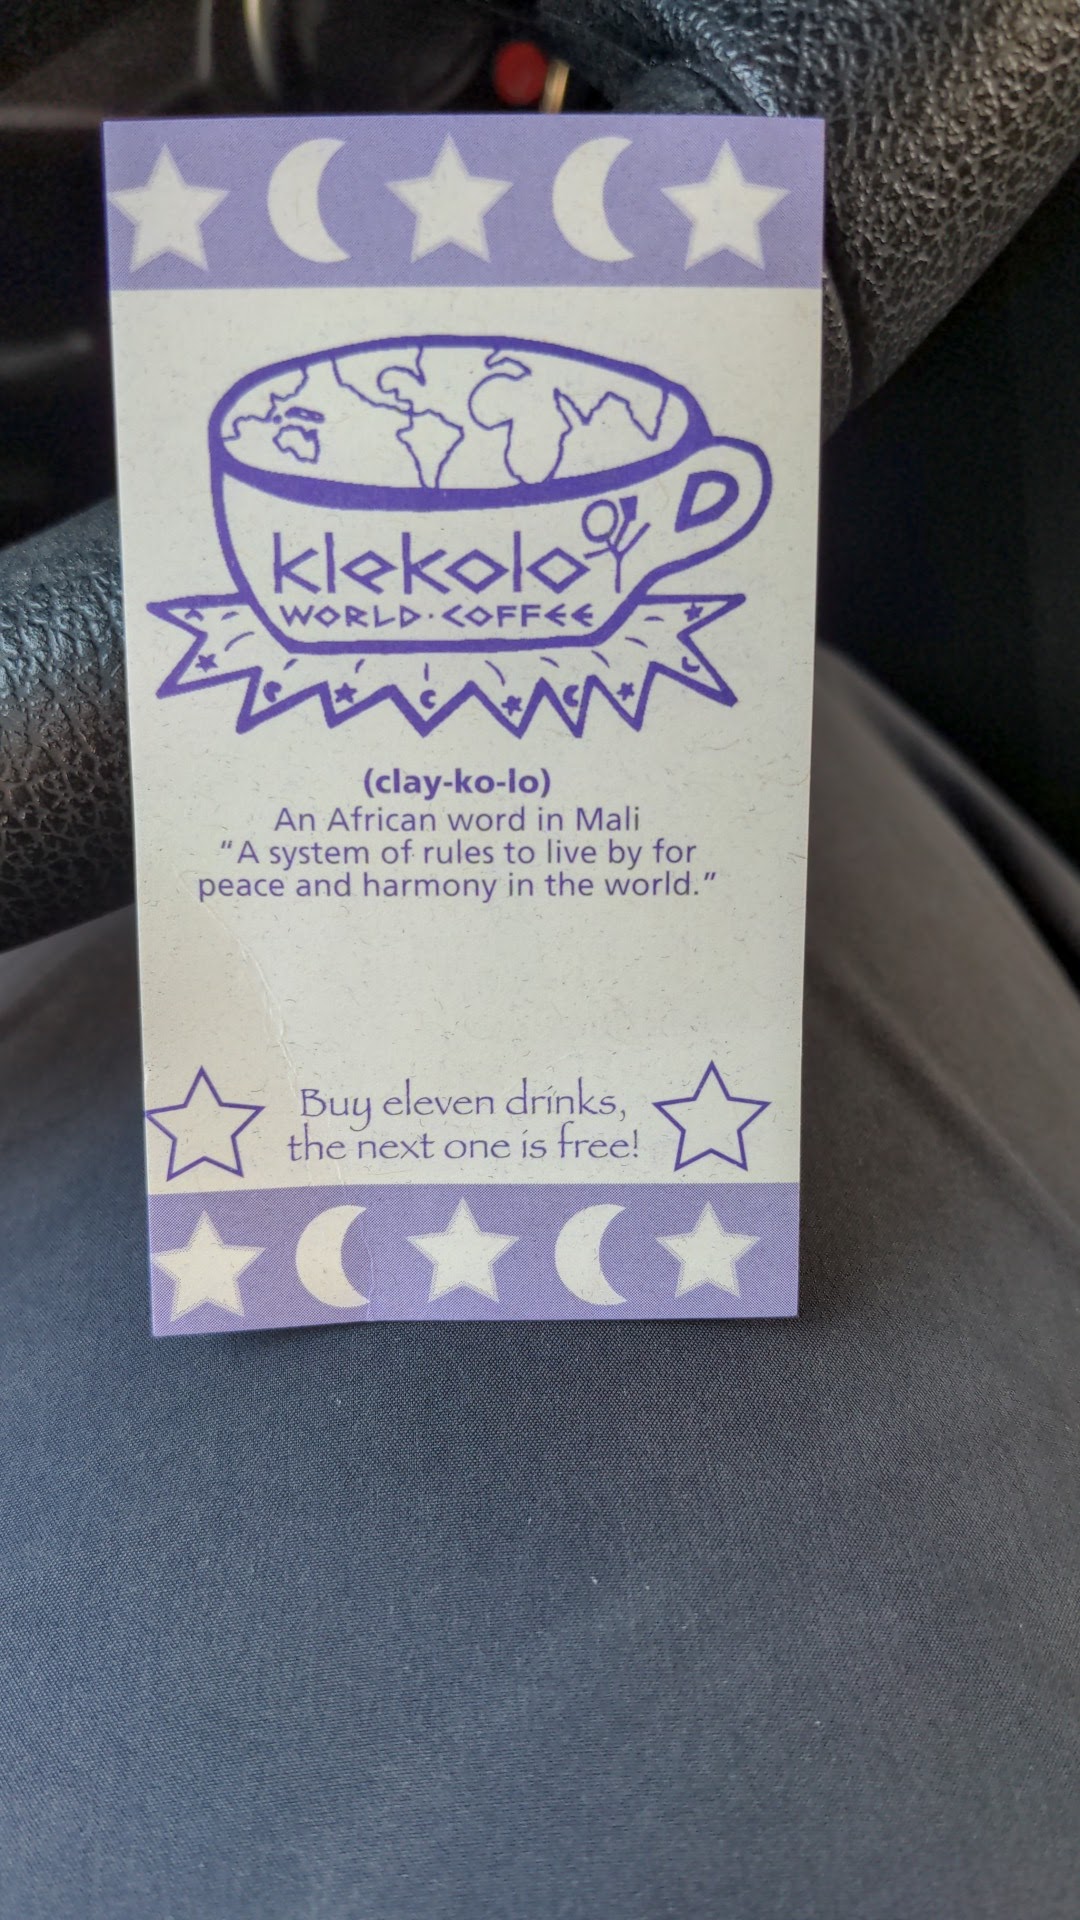 klekolo
WORLD·COFFEE
(clay-ko-lo)
An African word in Mali
“A system of rules to live by for
peace and harmony in the world.”
Buy eleven drinks,
the next one is free!